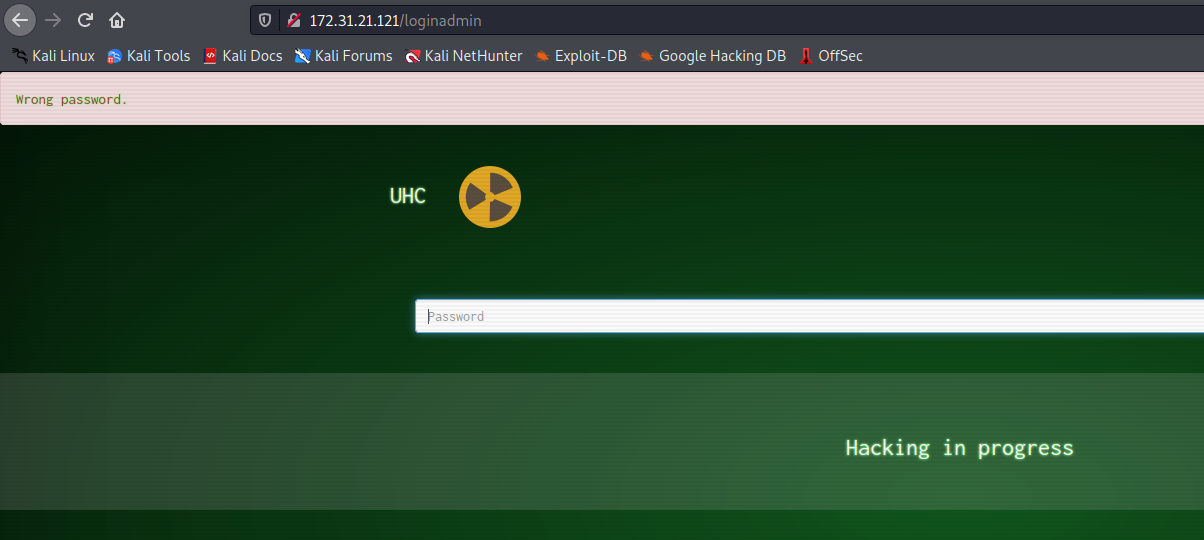 172.31.21.121/loginadmin
Kali Linux Kali Tools Kali Docs Kali Forums Kali NetHunter Exploit-DB Google Hacking DB OffSec
Wrong password.
UHC
Password
Hacking in progress